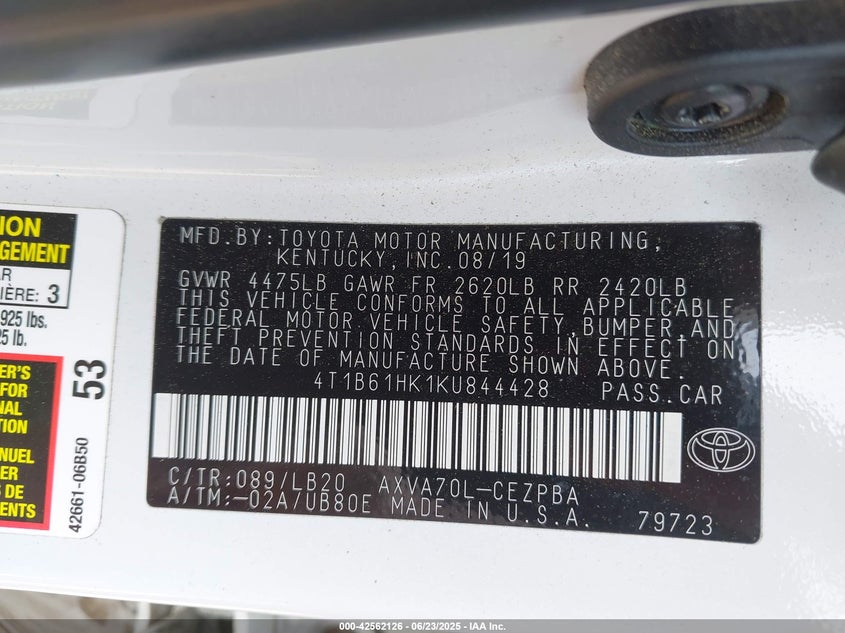 MFD.BY:TOYOTA MOTOR MANUFACTURING,
KENTUCKY, INC.08/19
GVWR 4475LB GAWR FR 2620LB RR 2420LB
THIS VEHICLE CONFORMS TO ALL APPLICABLE
FEDERAL MOTOR VEHICLE SAFETY,BUMPER,AND
THEFT PREVENTION STANDARDS IN EFFECT ON
THE DATE OF MANUFACTURE SHOWN ABOVE.
4T1B61HK1KU844428 PASS.CAR
C/TR:089/LB20 AXVA70L-CEZPBA
A/TM:-02A/UB80E MADE IN U.S.A. 79723
ION
GEMENT
AR
IÈRE: 3
925 lbs.
25 lb.
ER'S
FOR
NAL
TION
NUEL
ER
S DE
EMENTS
53
42661-06B50
000-42562126 - 06/23/2025 - IAA Inc.